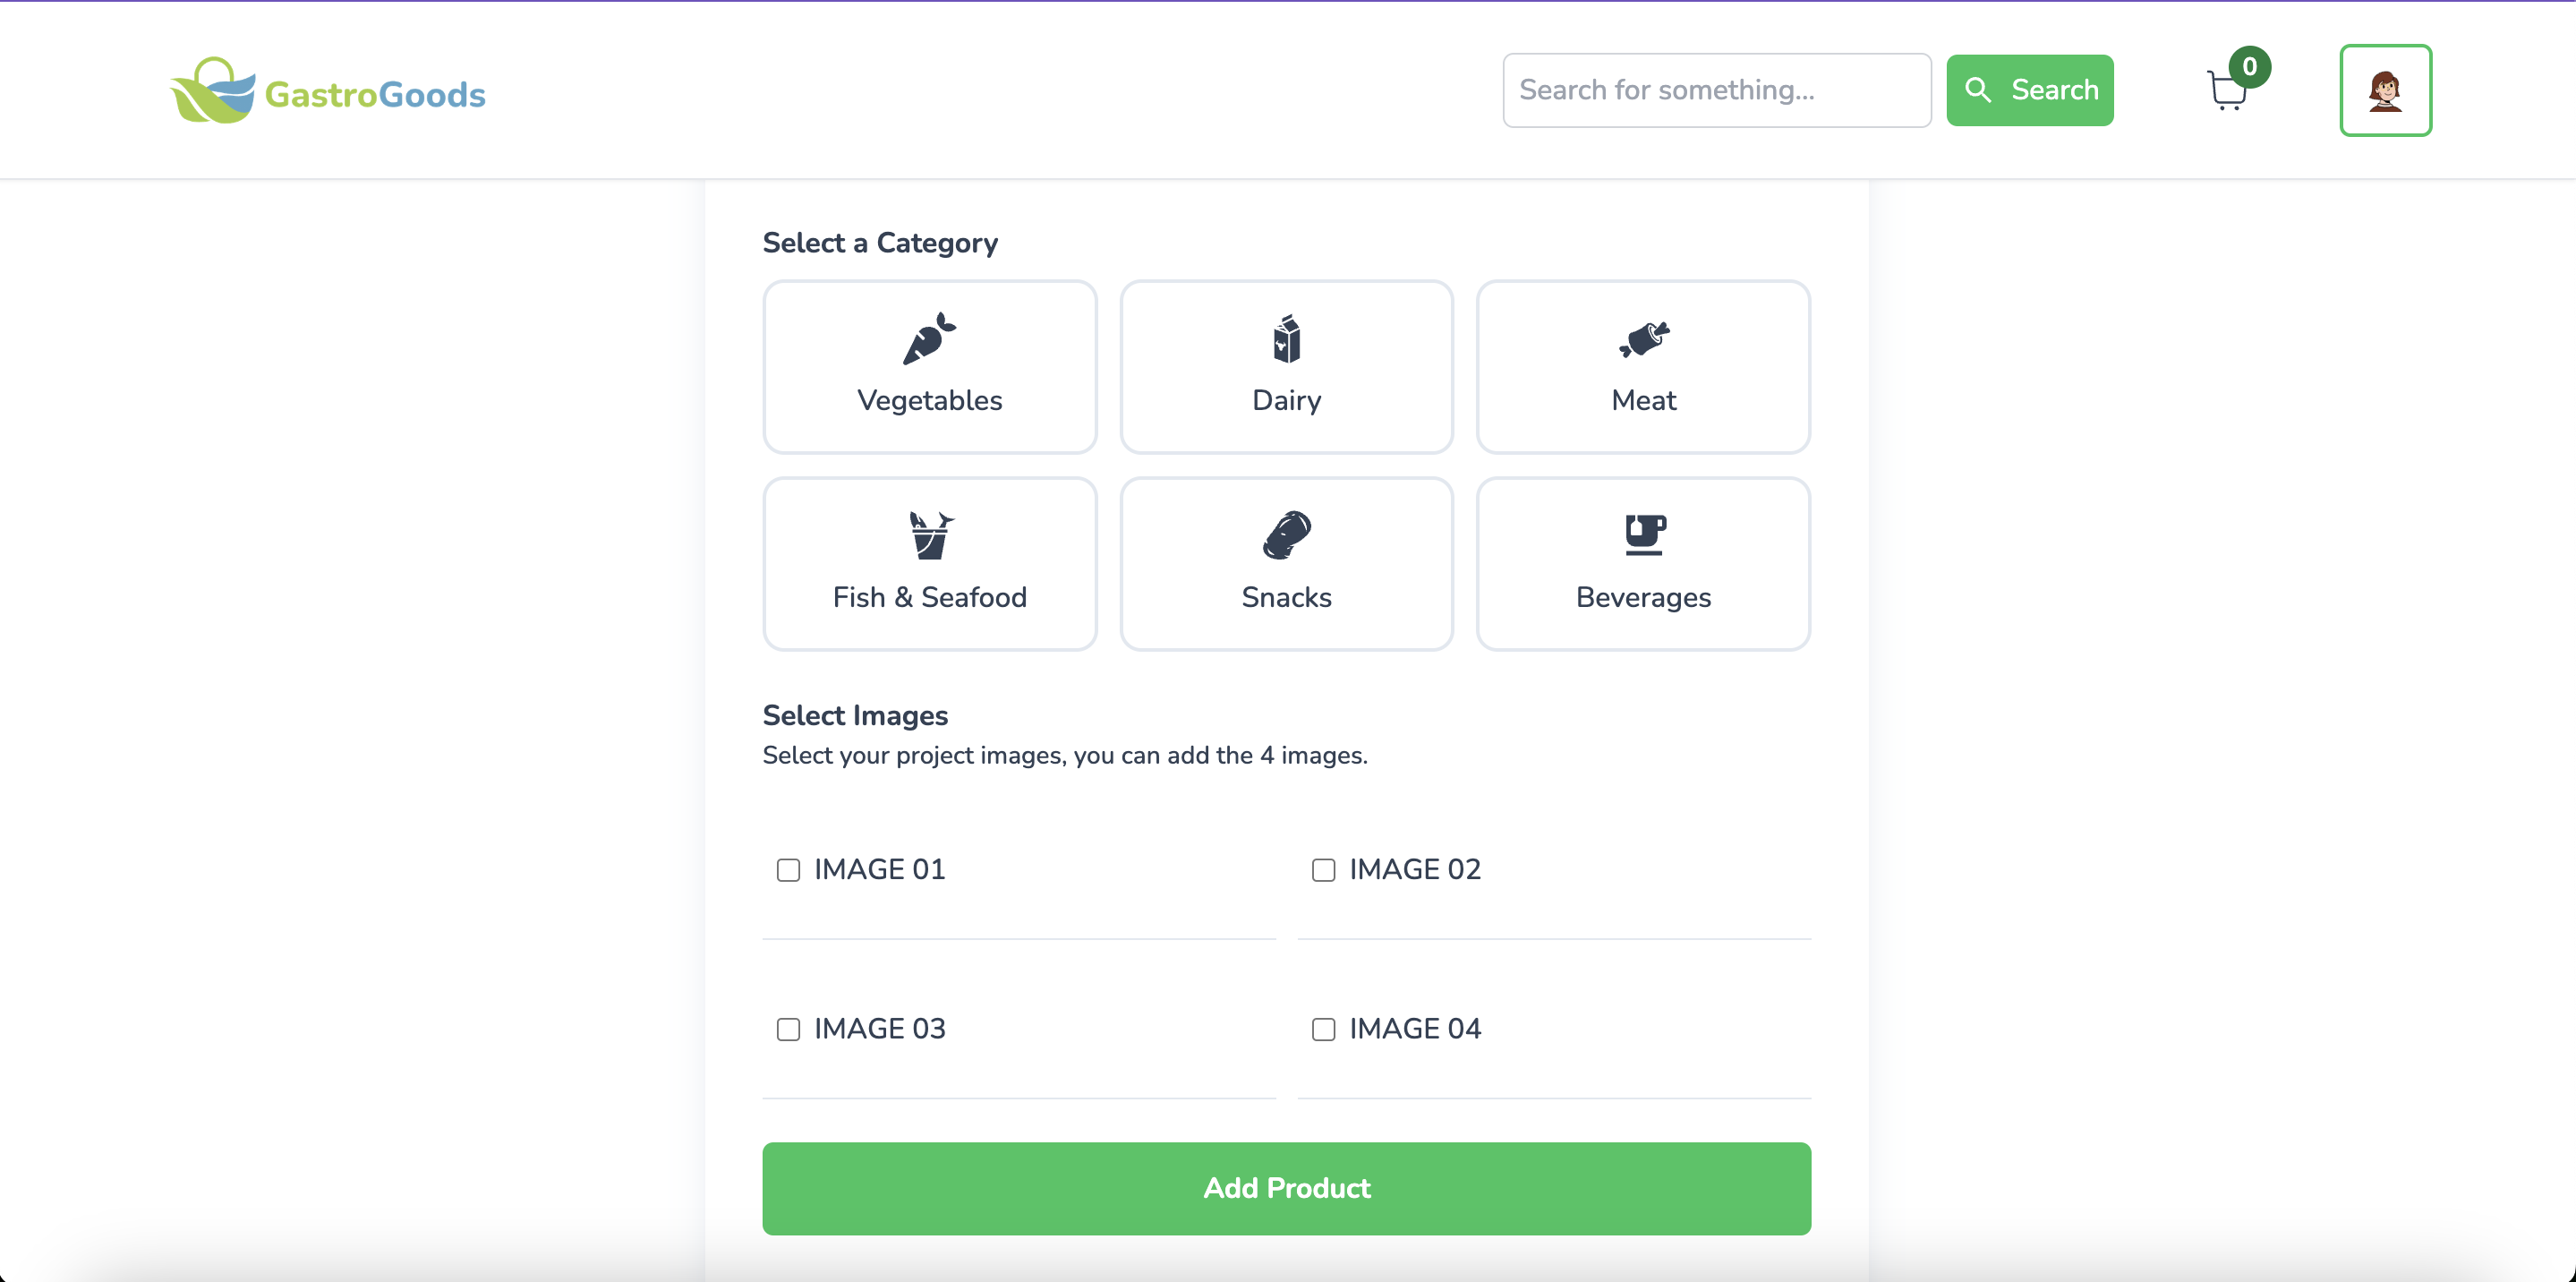 GastroGoods
Search for something...
Search
0
Select a Category
Vegetables
Dairy
Meat
Fish & Seafood
Snacks
Beverages
Select Images
Select your project images, you can add the 4 images.
IMAGE 01
IMAGE 02
IMAGE 03
IMAGE 04
Add Product